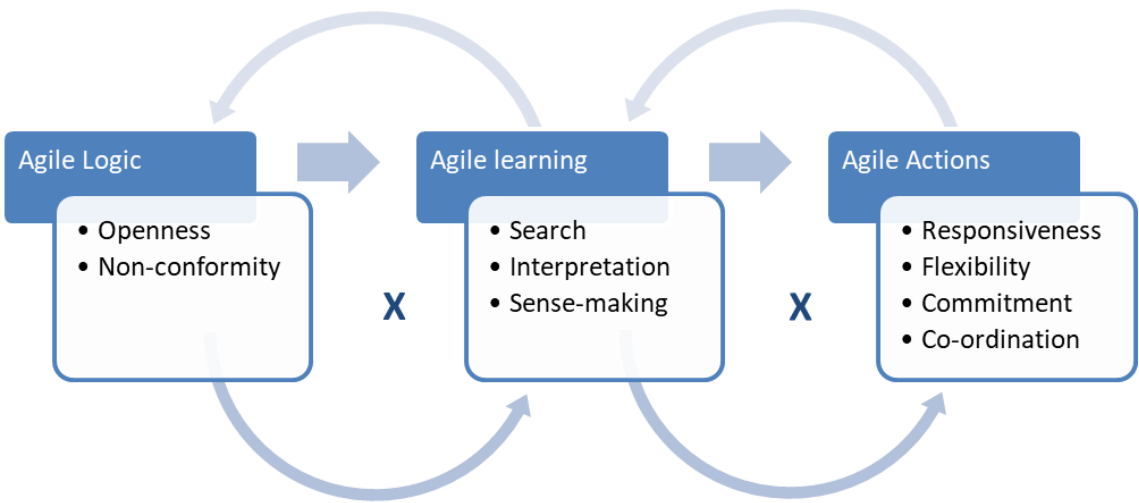 Agile Logic
• Openness
• Non-conformity
X
Agile learning
• Search
• Interpretation
• Sense-making
X
Agile Actions
• Responsiveness
• Flexibility
• Commitment
• Co-ordination